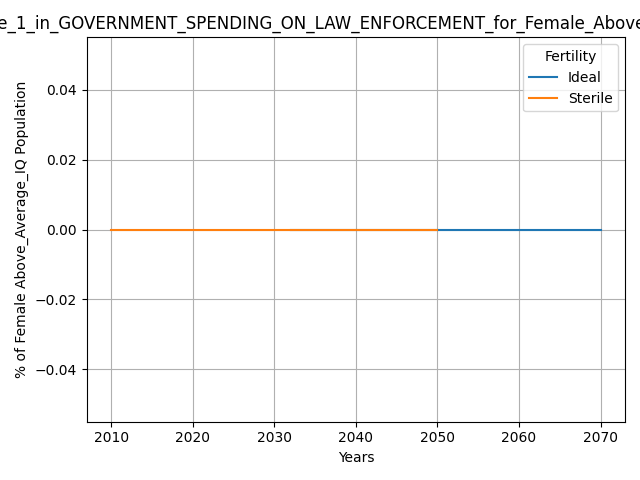 e_1_in_GOVERNMENT_SPENDING_ON_LAW_ENFORCEMENT_for_Female_Above
Fertility
Ideal
Sterile
% of Female Above_Average_IQ Population
0.04
0.02
0.00
−0.02
−0.04
2010 2020 2030 2040 2050 2060 2070
Years